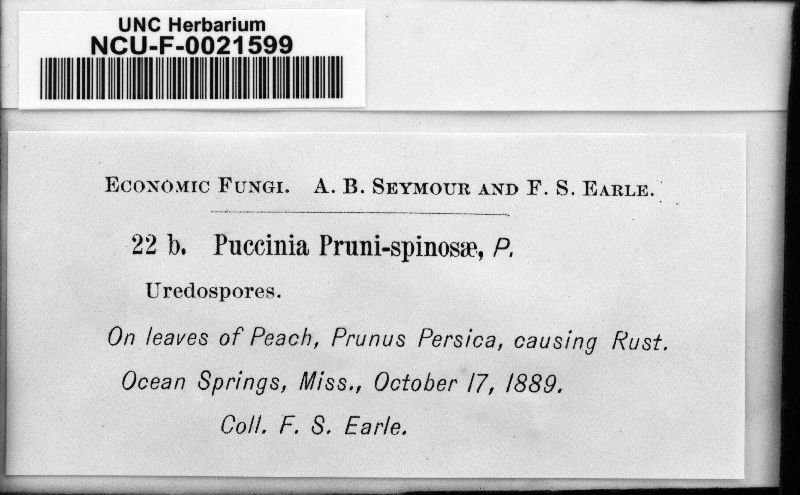 UNC Herbarium
NCU-F-0021599
Economic Fungi. A. B. Seymour and F. S. Earle.
22 b. Puccinia Pruni-spinosæ, P.
Uredospores.
On leaves of Peach, Prunus Persica, causing Rust.
Ocean Springs, Miss., October 17, 1889.
Coll. F. S. Earle.